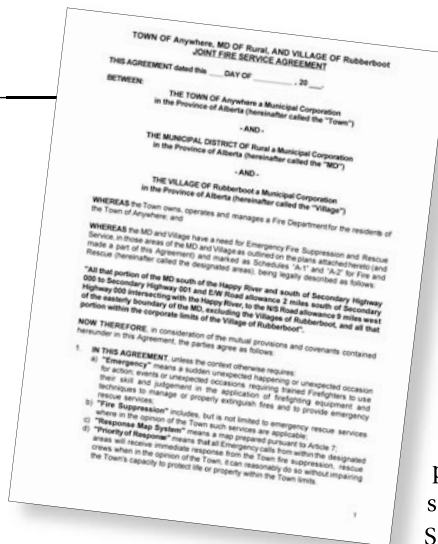 TOWN OF Anywhere, MD OF Rural, AND VILLAGE OF Rubberboot
JOINT FIRE SERVICE AGREEMENT
THIS AGREEMENT dated this ____ DAY OF ________, 20 ___.
BETWEEN:
THE TOWN OF Anywhere a Municipal Corporation
in the Province of Alberta (hereinafter called the "Town")
- AND -
THE MUNICIPAL DISTRICT OF Rural a Municipal Corporation
in the Province of Alberta (hereinafter called the "MD")
- AND -
THE VILLAGE OF Rubberboot a Municipal Corporation
in the Province of Alberta (hereinafter called the "Village")
WHEREAS the Town owns, operates and manages a Fire Department for the residents of
the Town of Anywhere; and
WHEREAS the MD and Village have a need for Emergency Fire Suppression and Rescue
Service, in those areas of the MD and Village as outlined on the plans attached hereto (and
made a part of this Agreement) and marked as Schedules "A-1" and "A-2" for Fire and
Rescue (hereinafter called the designated areas), being legally described as follows:
"All that portion of the MD south of the Happy River and south of Secondary Highway
000 to Secondary Highway 001 and E/W Road allowance 2 miles south of Secondary
Highway 000 intersecting with the Happy River, to the N/S Road allowance 9 miles west
of the easterly boundary of the MD, excluding the Villages of Rubberboot, and all that
portion within the corporate limits of the Village of Rubberboot".
NOW THEREFORE, in consideration of the mutual provisions and covenants contained
hereunder in this Agreement, the parties agree as follows:
1. IN THIS AGREEMENT, unless the context otherwise requires:
a) "Emergency" means a sudden unexpected happening or unexpected occasion
for action; events or unexpected occasions requiring trained Firefighters to use
their skill and judgement in the application of firefighting equipment and
techniques to manage or properly extinguish fires and to provide emergency
rescue services;
b) "Fire Suppression" includes, but is not limited to emergency rescue services
where in the opinion of the Town such services are applicable;
c) "Response Map System" means a map prepared pursuant to Article 7;
d) "Priority of Response" means that all Emergency calls from within the designated
areas will receive immediate response from the Town fire suppression, rescue
crews when in the opinion of the Town, it can reasonably do so without impairing
the Town's capacity to protect life or property within the Town limits.
1
p
s
S